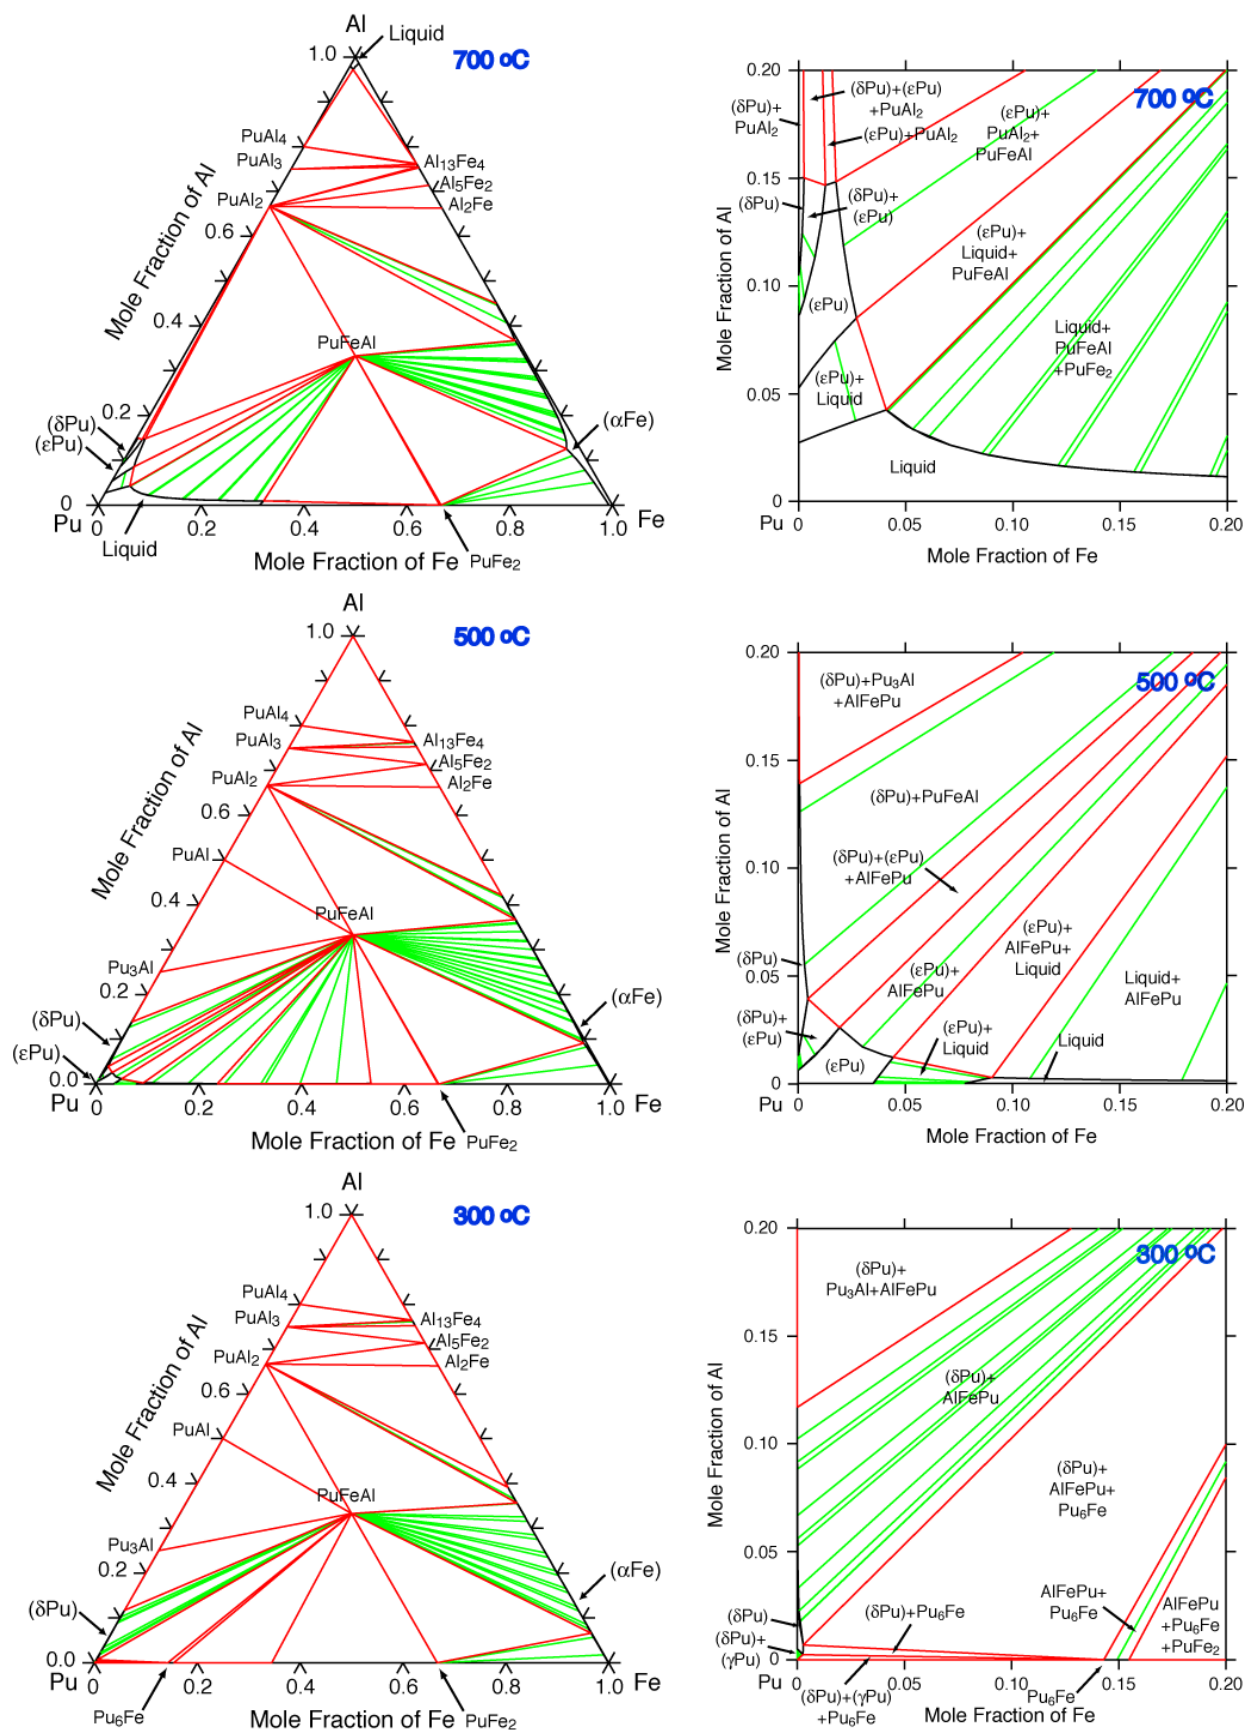 Al
Liquid
1.0
700 ºC
PuAl4
PuAl3
PuAl2
Al13Fe4
Al5Fe2
Al2Fe
Mole Fraction of Al
0.6
0.4
PuFeAl
0.2
(δPu)
(εPu)
(αFe)
0
Pu
0
0.2
0.4
0.6
0.8
1.0
Fe
Liquid
Mole Fraction of Fe
PuFe2
0.20
700 ºC
(δPu)+(εPu)
+PuAl2
(δPu)+
PuAl2
(εPu)+PuAl2
(εPu)+
PuAl2+
PuFeAl
0.15
(δPu)
(δPu)+
(εPu)
Mole Fraction of Al
(εPu)+
Liquid+
PuFeAl
0.10
(εPu)
Liquid+
PuFeAl
+PuFe2
(εPu)+
Liquid
0.05
Liquid
0
Pu
0
0.05
0.10
0.15
0.20
Mole Fraction of Fe
Al
1.0
500 ºC
PuAl4
PuAl3
PuAl2
Al13Fe4
Al5Fe2
Al2Fe
Mole Fraction of Al
0.6
PuAl
0.4
PuFeAl
Pu3Al
0.2
(δPu)
(εPu)
(αFe)
0.0
Pu
0
0.2
0.4
0.6
0.8
1.0
Fe
Mole Fraction of Fe
PuFe2
0.20
500 ºC
(δPu)+Pu3Al
+AlFePu
0.15
(δPu)+PuFeAl
Mole Fraction of Al
0.10
(δPu)+(εPu)
+AlFePu
(εPu)+
AlFePu+
Liquid
(δPu)
0.05
(εPu)+
AlFePu
Liquid+
AlFePu
(δPu)+
(εPu)
(εPu)+
Liquid
Liquid
(εPu)
0
Pu
0
0.05
0.10
0.15
0.20
Mole Fraction of Fe
Al
1.0
300 ºC
PuAl4
PuAl3
PuAl2
Al13Fe4
Al5Fe2
Al2Fe
Mole Fraction of Al
0.6
PuAl
0.4
PuFeAl
Pu3Al
0.2
(δPu)
(αFe)
0.0
Pu
0
0.2
0.4
0.6
0.8
1.0
Fe
Pu6Fe
Mole Fraction of Fe
PuFe2
0.20
300 ºC
(δPu)+
Pu3Al+AlFePu
0.15
(δPu)+
AlFePu
Mole Fraction of Al
0.10
(δPu)+
AlFePu+
Pu6Fe
0.05
AlFePu+
Pu6Fe
AlFePu
+Pu6Fe
+PuFe2
(δPu)
(δPu)+Pu6Fe
(δPu)+
(γPu)
0
Pu
0
0.05
0.10
0.15
0.20
(δPu)+(γPu)
+Pu6Fe
Pu6Fe
Mole Fraction of Fe